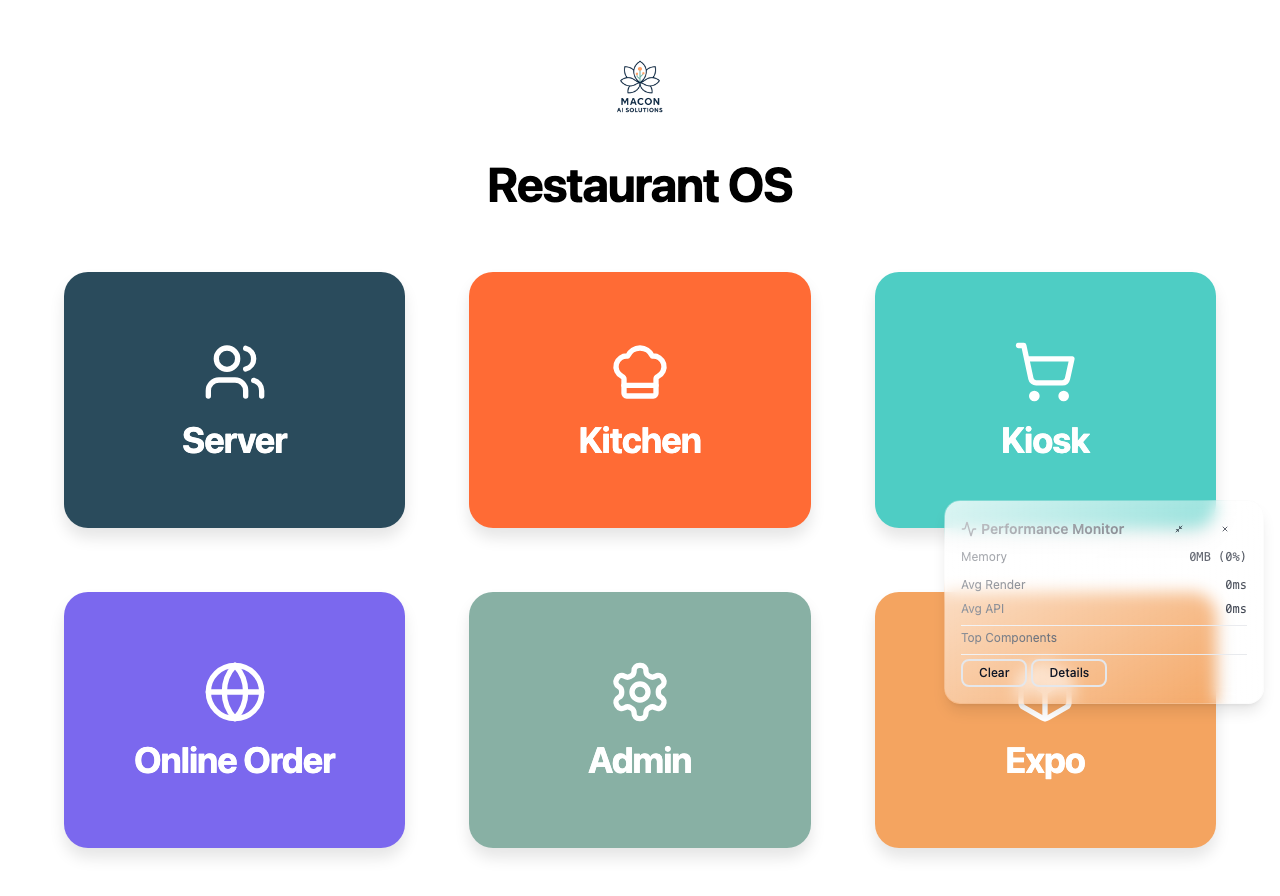 MACON
AI SOLUTIONS
Restaurant OS
Server
Kitchen
Kiosk
Performance Monitor
Memory 0MB (0%)
Avg Render 0ms
Avg API 0ms
Top Components
Clear Details
Online Order
Admin
Expo